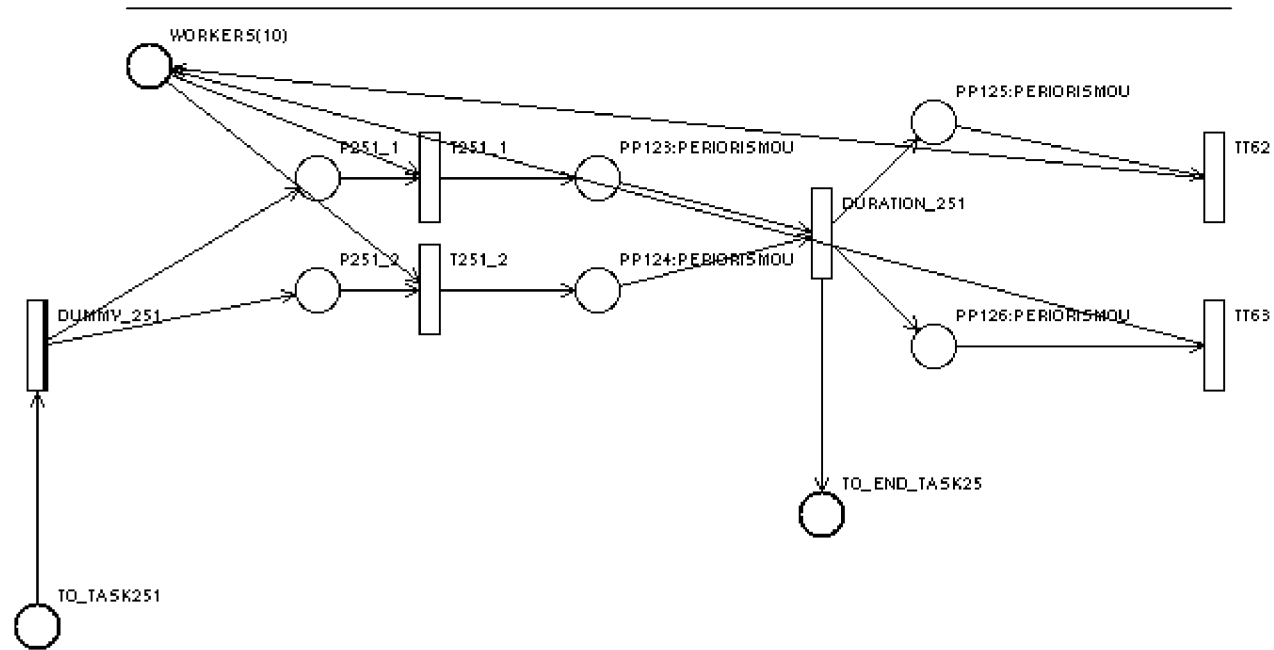 WORKERS(10)
PP125:PERIORISMOU
P251_1
T251_1
PP123:PERIORISMOU
TT62
DURATION_251
P251_2
T251_2
PP124:PERIORISMOU
DUMMY_251
PP126:PERIORISMOU
TT63
TO_END_TASK25
TO_TASK251